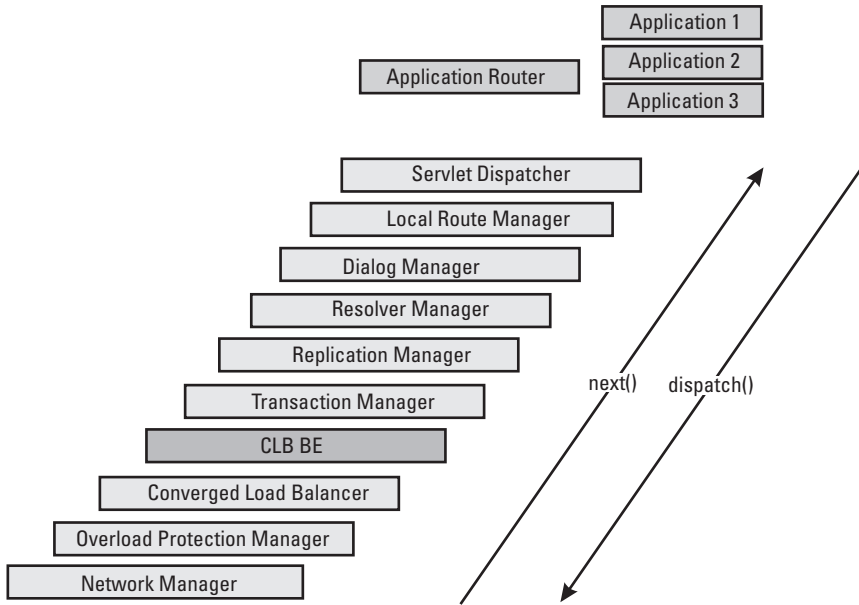 Application 1
Application 2
Application Router
Application 3
Servlet Dispatcher
Local Route Manager
Dialog Manager
Resolver Manager
Replication Manager
next()
dispatch()
Transaction Manager
CLB BE
Converged Load Balancer
Overload Protection Manager
Network Manager